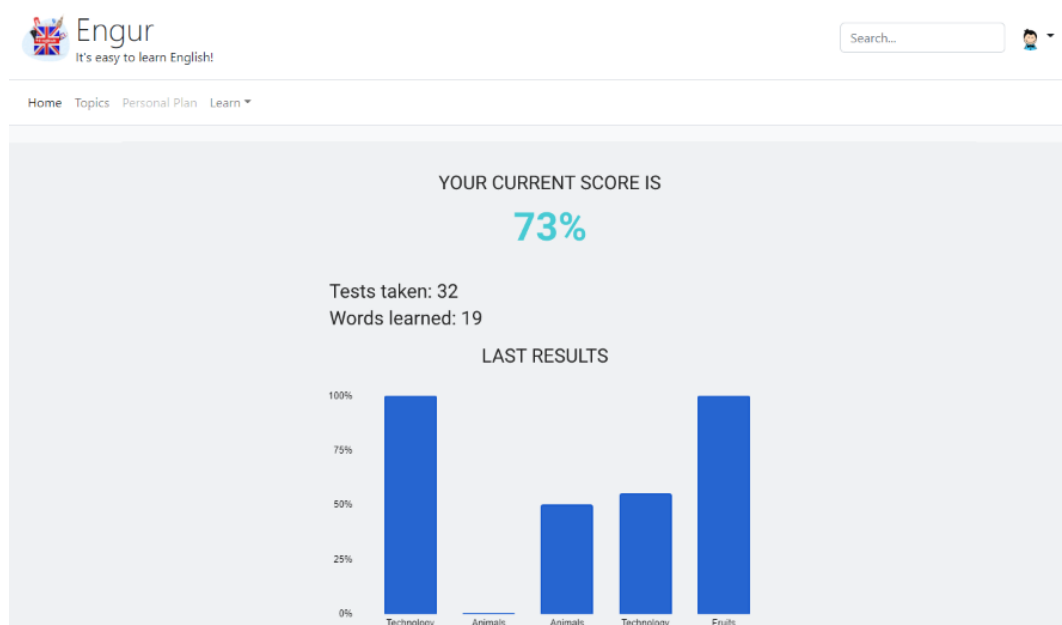 Engur
It's easy to learn English!
Search...
Home Topics Personal Plan Learn
YOUR CURRENT SCORE IS
73%
Tests taken: 32
Words learned: 19
LAST RESULTS
100%
75%
50%
25%
0%
Technology Animals Animals Technology Fruits